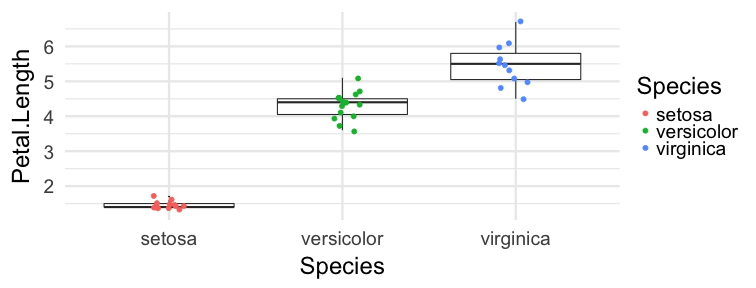 Petal.Length
6
5
4
3
2
setosa
versicolor
virginica
Species
Species
setosa
versicolor
virginica